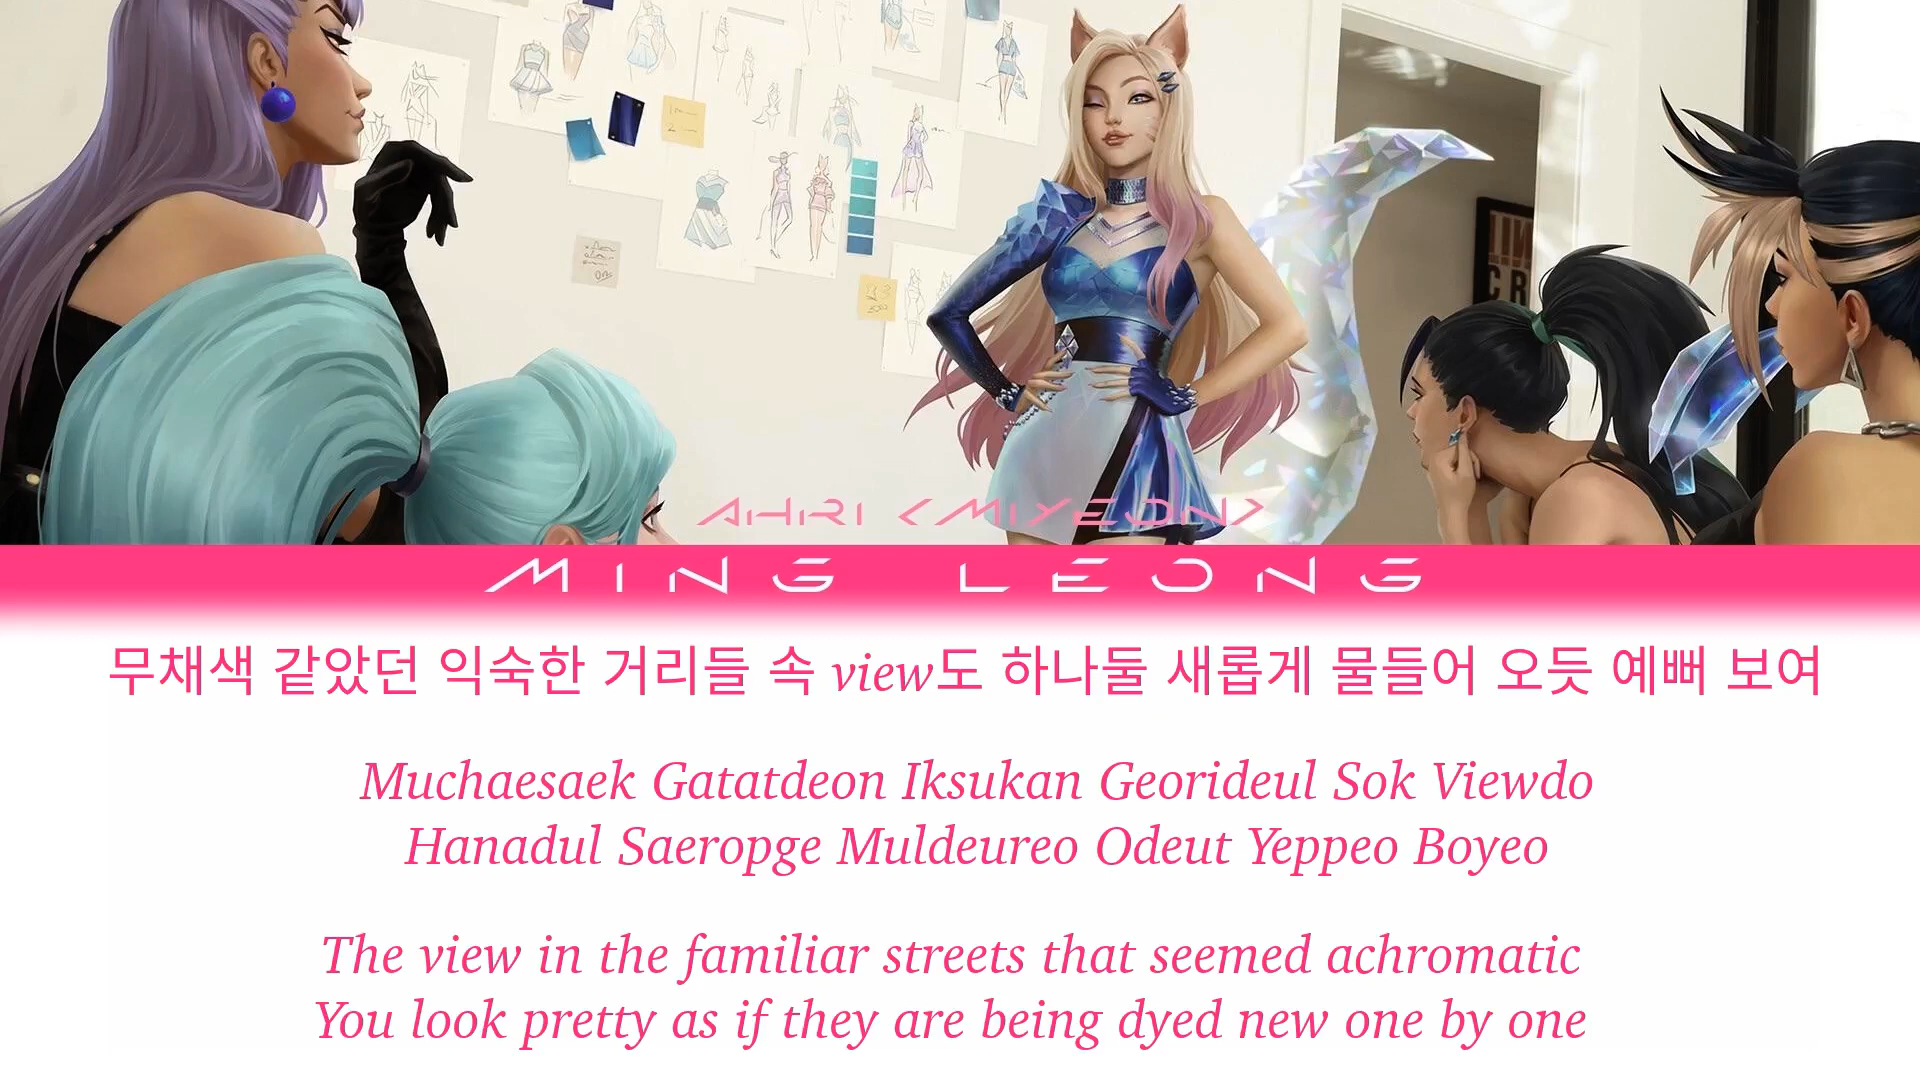 AHRI <MIYEON>
MING LEONG
무채색 같았던 익숙한 거리들 속 view도 하나둘 새롭게 물들어 오듯 예뻐 보여
Muchaesaek Gatatdeon Iksukan Georideul Sok Viewdo
Hanadul Saeropge Muldeureo Odeut Yeppeo Boyeo
The view in the familiar streets that seemed achromatic
You look pretty as if they are being dyed new one by one